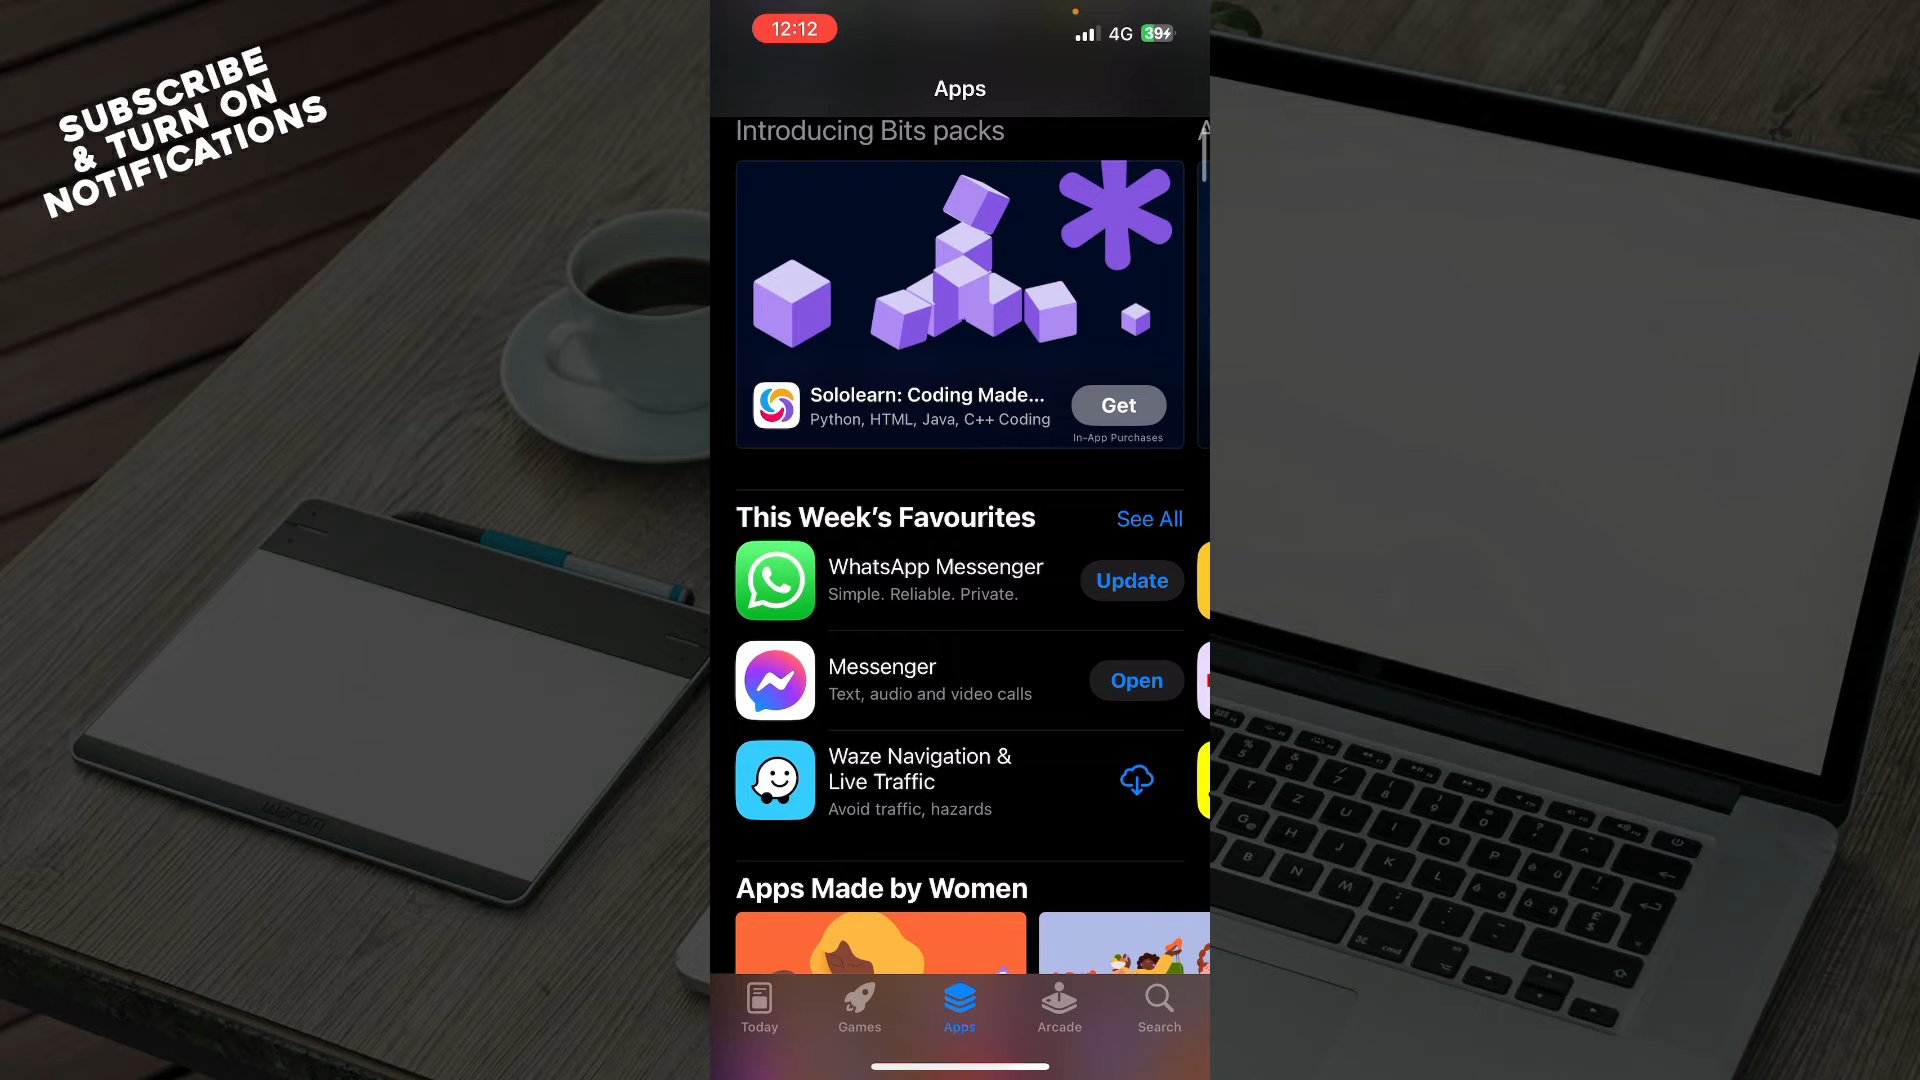 SUBSCRIBE
& TURN ON
NOTIFICATIONS
12:12
4G
39
Apps
Introducing Bits packs
Sololearn: Coding Made...
Python, HTML, Java, C++ Coding
Get
In-App Purchases
This Week's Favourites
See All
WhatsApp Messenger
Simple. Reliable. Private.
Update
Messenger
Text, audio and video calls
Open
Waze Navigation &
Live Traffic
Avoid traffic, hazards
Apps Made by Women
Today
Games
Apps
Arcade
Search
wacom